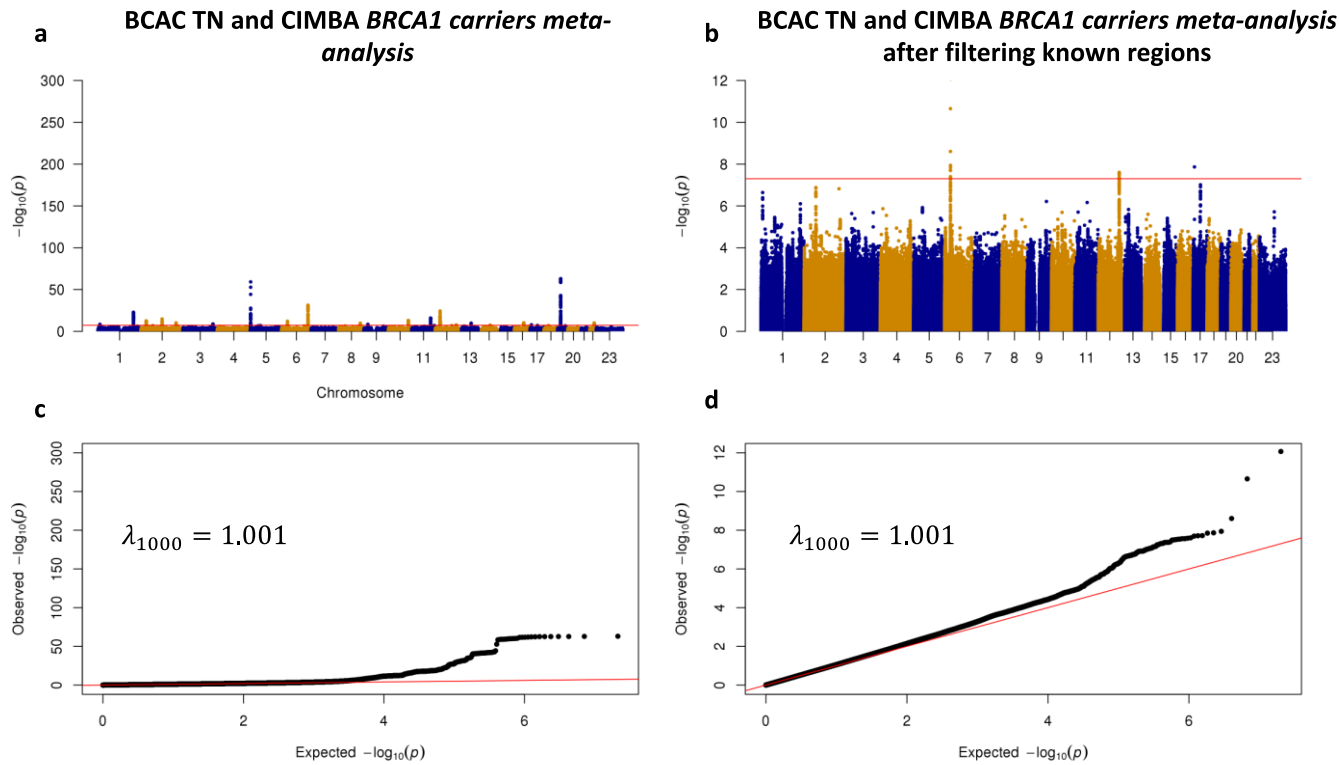 a
BCAC TN and CIMBA BRCA1 carriers meta-
analysis
300
250
200
150
100
50
0
−log10(p)
1 2 3 4 5 6 7 8 9 11 13 15 17 20 23
Chromosome
b
BCAC TN and CIMBA BRCA1 carriers meta-analysis
after filtering known regions
12
10
8
6
4
2
0
−log10(p)
1 2 3 4 5 6 7 8 9 11 13 15 17 20 23
c
300
250
200
150
100
50
0
Observed −log10(p)
λ1000 = 1.001
0 2 4 6
Expected −log10(p)
d
12
10
8
6
4
2
0
Observed −log10(p)
λ1000 = 1.001
0 2 4 6
Expected −log10(p)